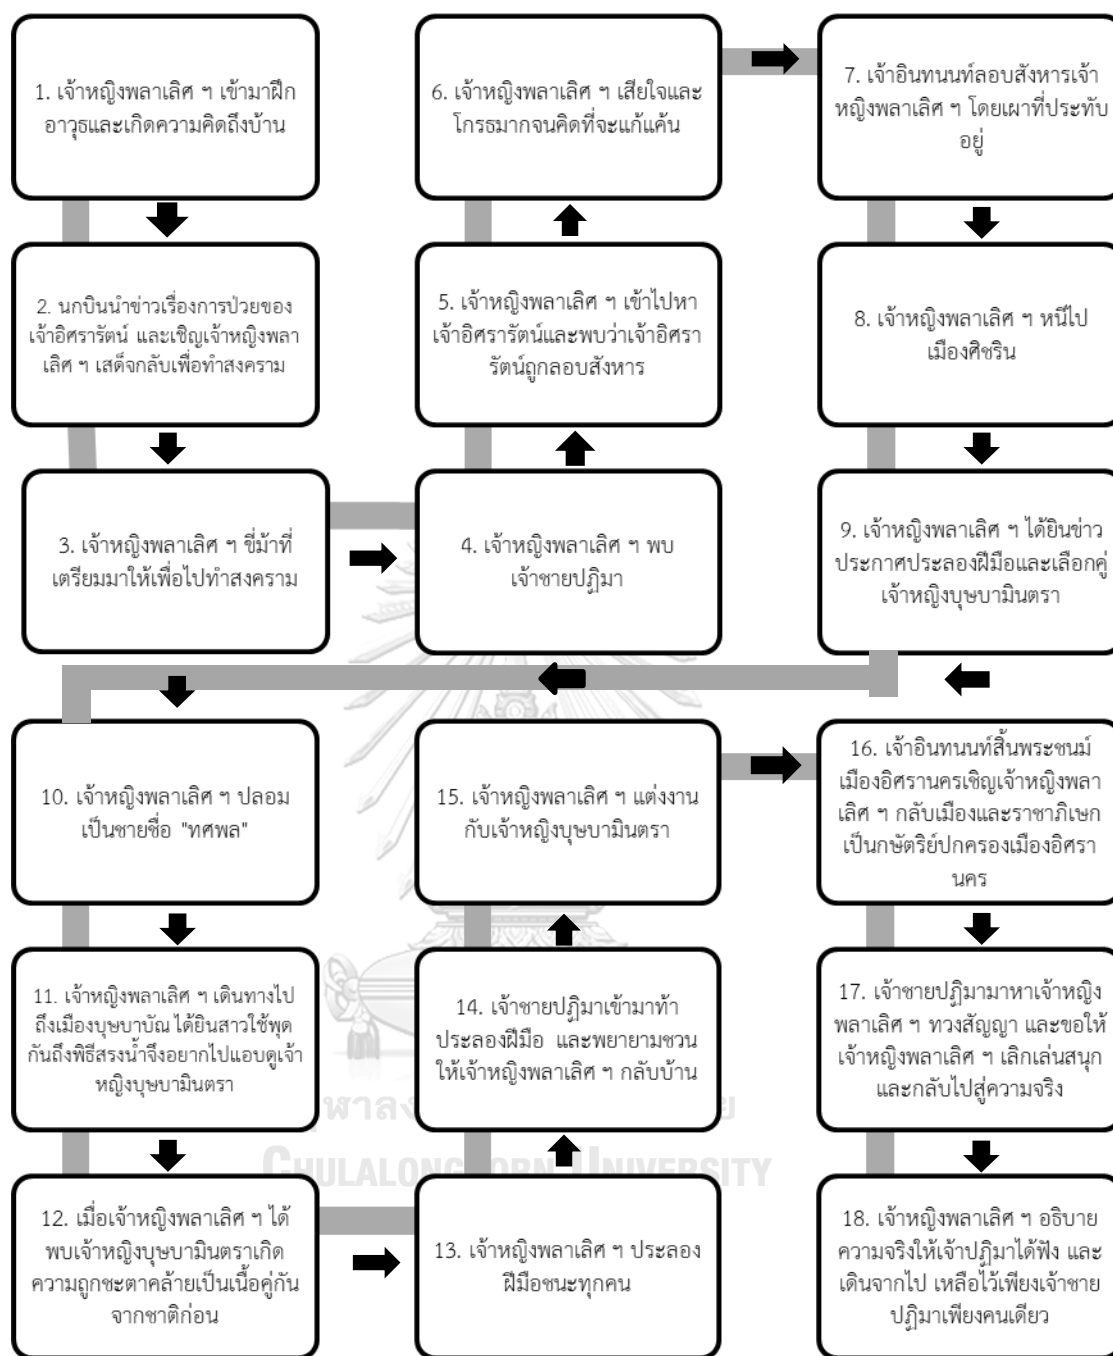 1. เจ้าหญิงพลาเลิศ ฯ เข้ามาฝึก
อาวุธและเกิดความคิดถึงบ้าน
2. นกบินนำข่าวเรื่องการป่วยของ
เจ้าอิศรารัตน์ และเชิญเจ้าหญิงพลา
เลิศ ฯ เสด็จกลับเพื่อทำสงคราม
3. เจ้าหญิงพลาเลิศ ฯ ขี่ม้าที่
เตรียมมาให้เพื่อไปทำสงคราม
4. เจ้าหญิงพลาเลิศ ฯ พบ
เจ้าชายปฏิมา
5. เจ้าหญิงพลาเลิศ ฯ เข้าไปหา
เจ้าอิศรารัตน์และพบว่าเจ้าอิศรา
รัตน์ถูกลอบสังหาร
6. เจ้าหญิงพลาเลิศ ฯ เสียใจและ
โกรธมากจนคิดที่จะแก้แค้น
7. เจ้าอินทนนท์ลอบสังหารเจ้า
หญิงพลาเลิศ ฯ โดยเผาที่ประทับ
อยู่
8. เจ้าหญิงพลาเลิศ ฯ หนีไป
เมืองศิชริน
9. เจ้าหญิงพลาเลิศ ฯ ได้ยินข่าว
ประกาศประลองฝีมือและเลือกคู่
เจ้าหญิงบุษบามินตรา
10. เจ้าหญิงพลาเลิศ ฯ ปลอม
เป็นชายชื่อ "ทศพล"
11. เจ้าหญิงพลาเลิศ ฯ เดินทางไป
ถึงเมืองบุษบาบัณ ได้ยินสาวใช้พูด
กันถึงพิธีสรงน้ำจึงอยากไปแอบดูเจ้า
หญิงบุษบามินตรา
12. เมื่อเจ้าหญิงพลาเลิศ ฯ ได้
พบเจ้าหญิงบุษบามินตราเกิด
ความถูกชะตาคล้ายเป็นเนื้อคู่กัน
จากชาติก่อน
13. เจ้าหญิงพลาเลิศ ฯ ประลอง
ฝีมือชนะทุกคน
14. เจ้าชายปฏิมาเข้ามาท้า
ประลองฝีมือ และพยายามชวน
ให้เจ้าหญิงพลาเลิศ ฯ กลับบ้าน
15. เจ้าหญิงพลาเลิศ ฯ แต่งงาน
กับเจ้าหญิงบุษบามินตรา
16. เจ้าอินทนนท์สิ้นพระชนม์
เมืองอิศรานครเชิญเจ้าหญิงพลา
เลิศ ฯ กลับเมืองและราชาภิเษก
เป็นกษัตริย์ปกครองเมืองอิศรา
นคร
17. เจ้าชายปฏิมามาหาเจ้าหญิง
พลาเลิศ ฯ ทวงสัญญา และขอให้
เจ้าหญิงพลาเลิศ ฯ เลิกเล่นสนุก
และกลับไปสู่ความจริง
18. เจ้าหญิงพลาเลิศ ฯ อธิบาย
ความจริงให้เจ้าปฏิมาได้ฟัง และ
เดินจากไป เหลือไว้เพียงเจ้าชาย
ปฏิมาเพียงคนเดียว
CHULALONGKORN UNIVERSITY